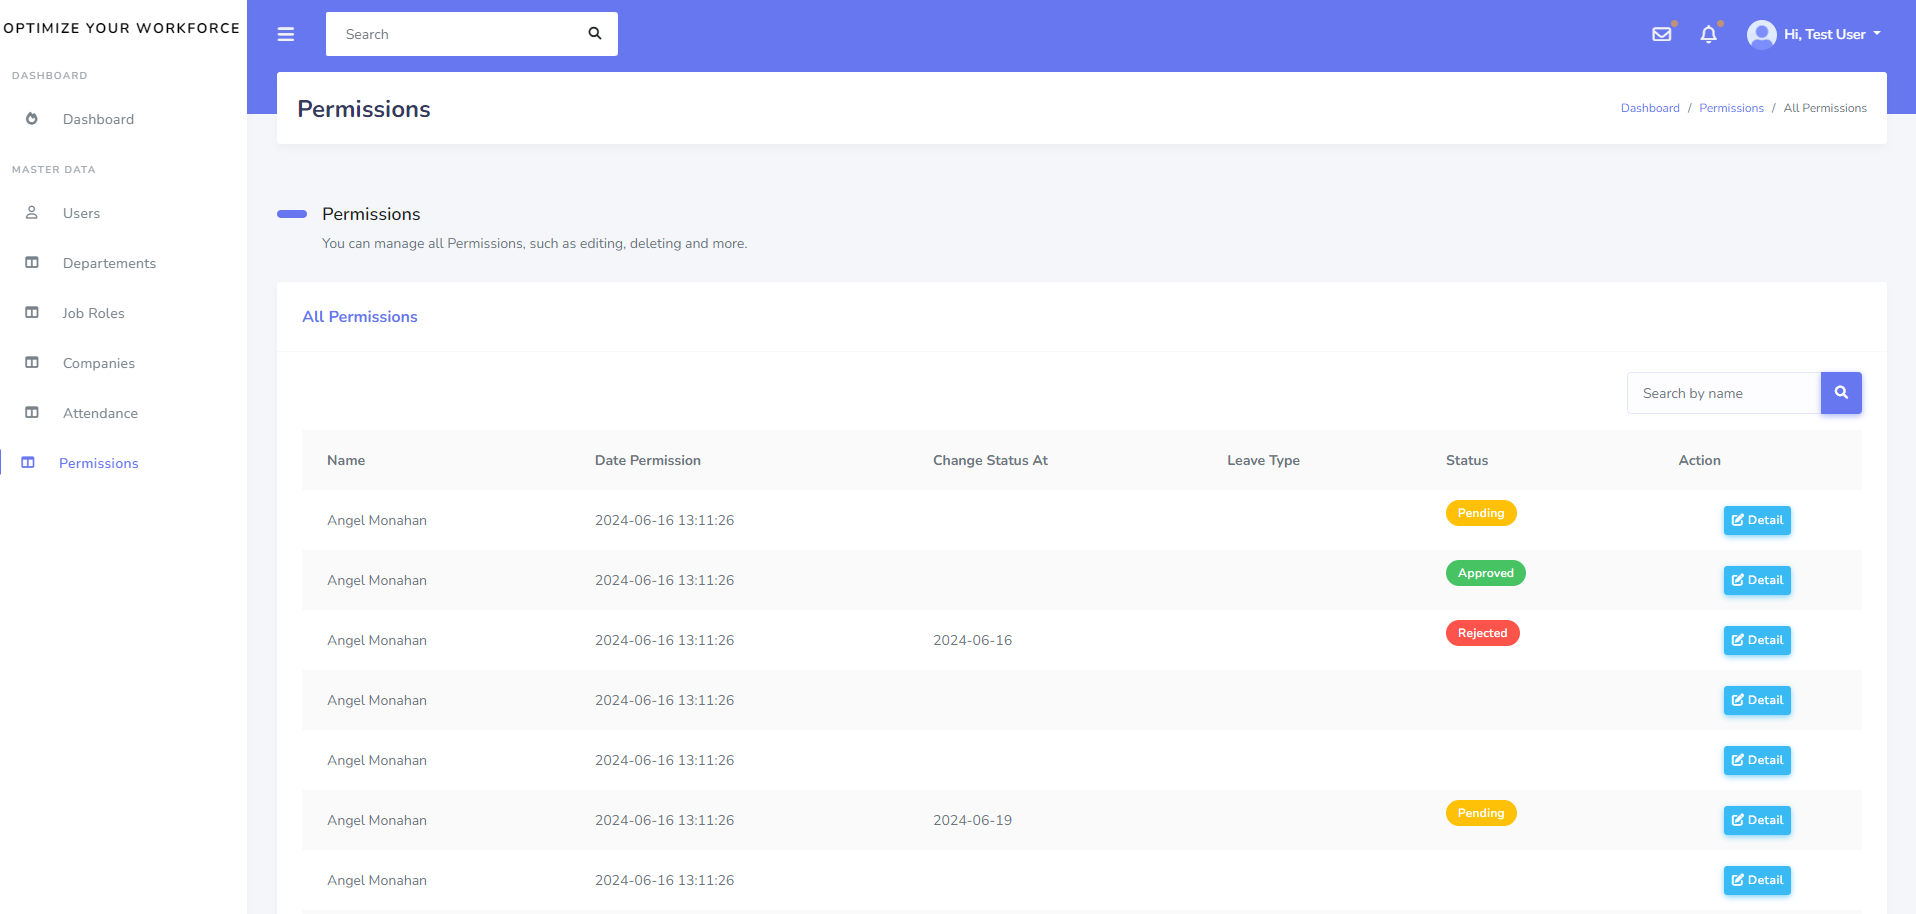 OPTIMIZE YOUR WORKFORCE
DASHBOARD
Dashboard
MASTER DATA
Users
Departements
Job Roles
Companies
Attendance
Permissions
Search
Hi, Test User
Permissions
Dashboard / Permissions / All Permissions
Permissions
You can manage all Permissions, such as editing, deleting and more.
All Permissions
Search by name
Name Date Permission Change Status At Leave Type Status Action
Angel Monahan 2024-06-16 13:11:26 Pending Detail
Angel Monahan 2024-06-16 13:11:26 Approved Detail
Angel Monahan 2024-06-16 13:11:26 2024-06-16 Rejected Detail
Angel Monahan 2024-06-16 13:11:26 Detail
Angel Monahan 2024-06-16 13:11:26 Detail
Angel Monahan 2024-06-16 13:11:26 2024-06-19 Pending Detail
Angel Monahan 2024-06-16 13:11:26 Detail